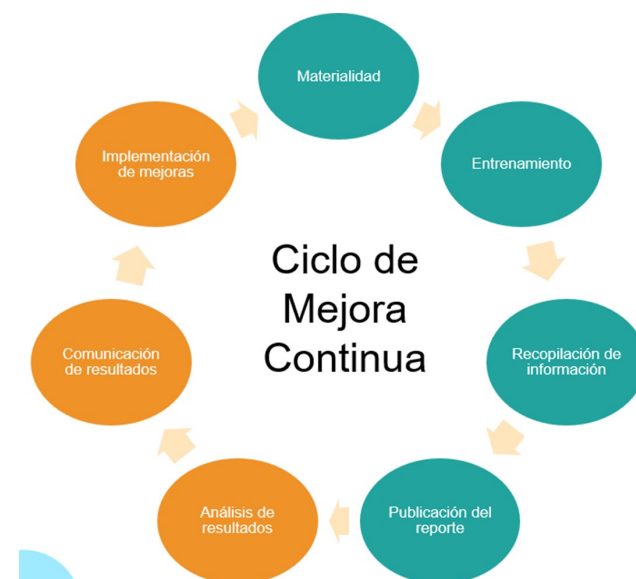 Materialidad
Entrenamiento
Recopilación de
información
Publicación del
reporte
Análisis de
resultados
Comunicación
de resultados
Implementación
de mejoras
Ciclo de
Mejora
Continua